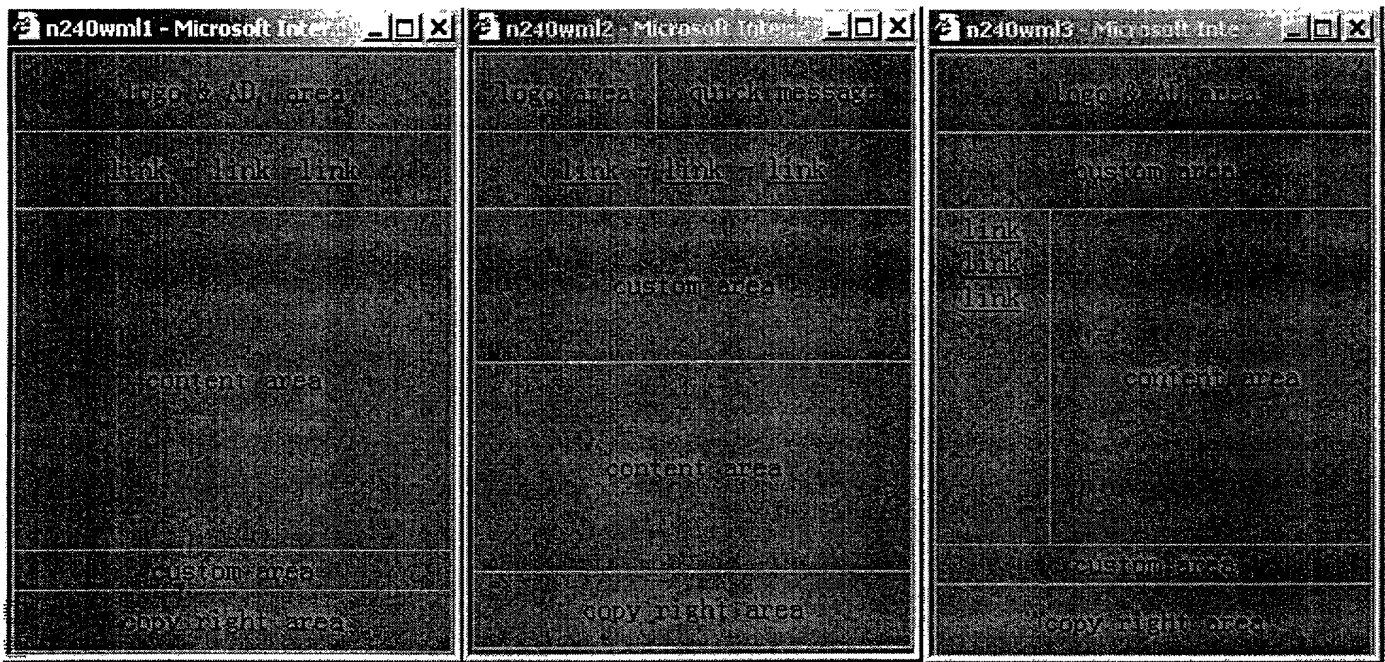 n240wml1 - Microsoft Inter
logo & AD. area
link - link -link
content area
custom area
copy right area
n240wml2 - Microsoft Inte
logo area
quick message
link - link - link
custom area
content area
copy right area
n240wml3 - Microsoft Inte
logo & AD area
custom area
link
link
link
content area
custom area
copy right area